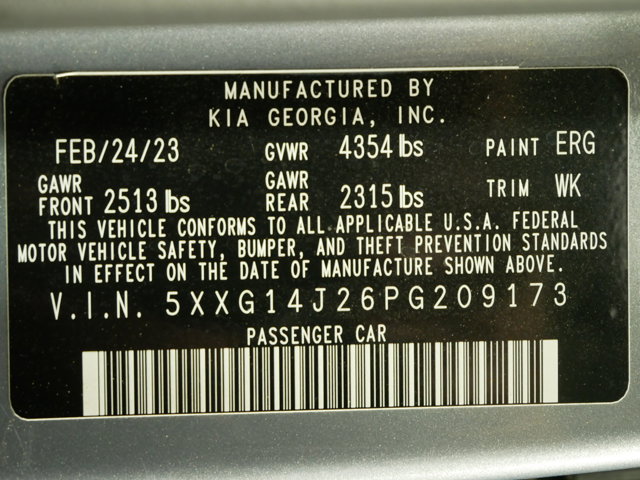 MANUFACTURED BY
KIA GEORGIA, INC.
FEB/24/23 GVWR 4354 lbs PAINT ERG
GAWR FRONT 2513 lbs GAWR REAR 2315 lbs TRIM WK
THIS VEHICLE CONFORMS TO ALL APPLICABLE U.S.A. FEDERAL
MOTOR VEHICLE SAFETY, BUMPER, AND THEFT PREVENTION STANDARDS
IN EFFECT ON THE DATE OF MANUFACTURE SHOWN ABOVE.
V.I.N. 5XXG14J26PG209173
PASSENGER CAR